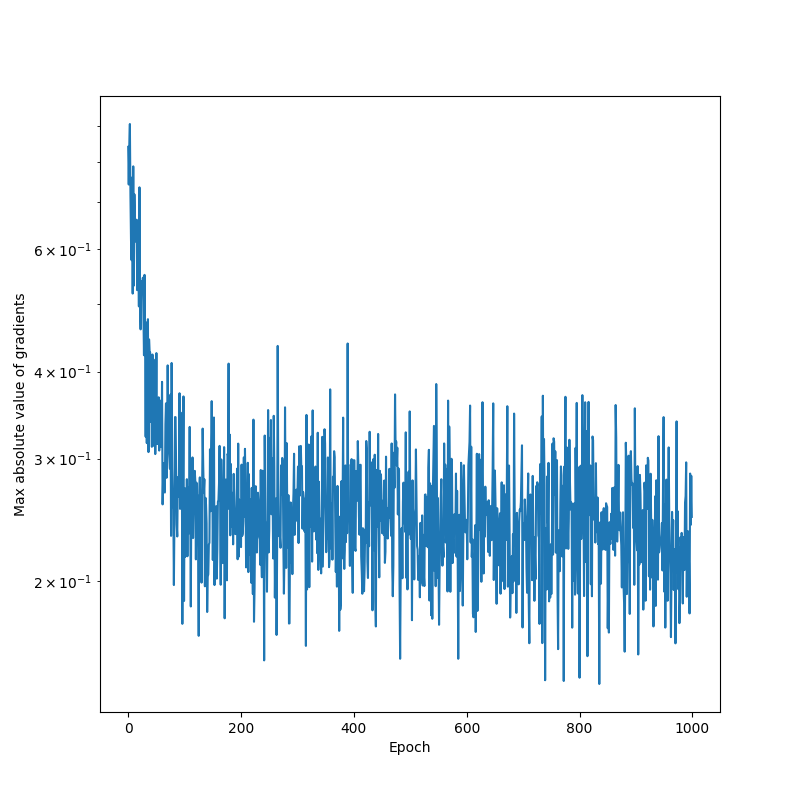 Max absolute value of gradients
6 × 10⁻¹
4 × 10⁻¹
3 × 10⁻¹
2 × 10⁻¹
0 200 400 600 800 1000
Epoch